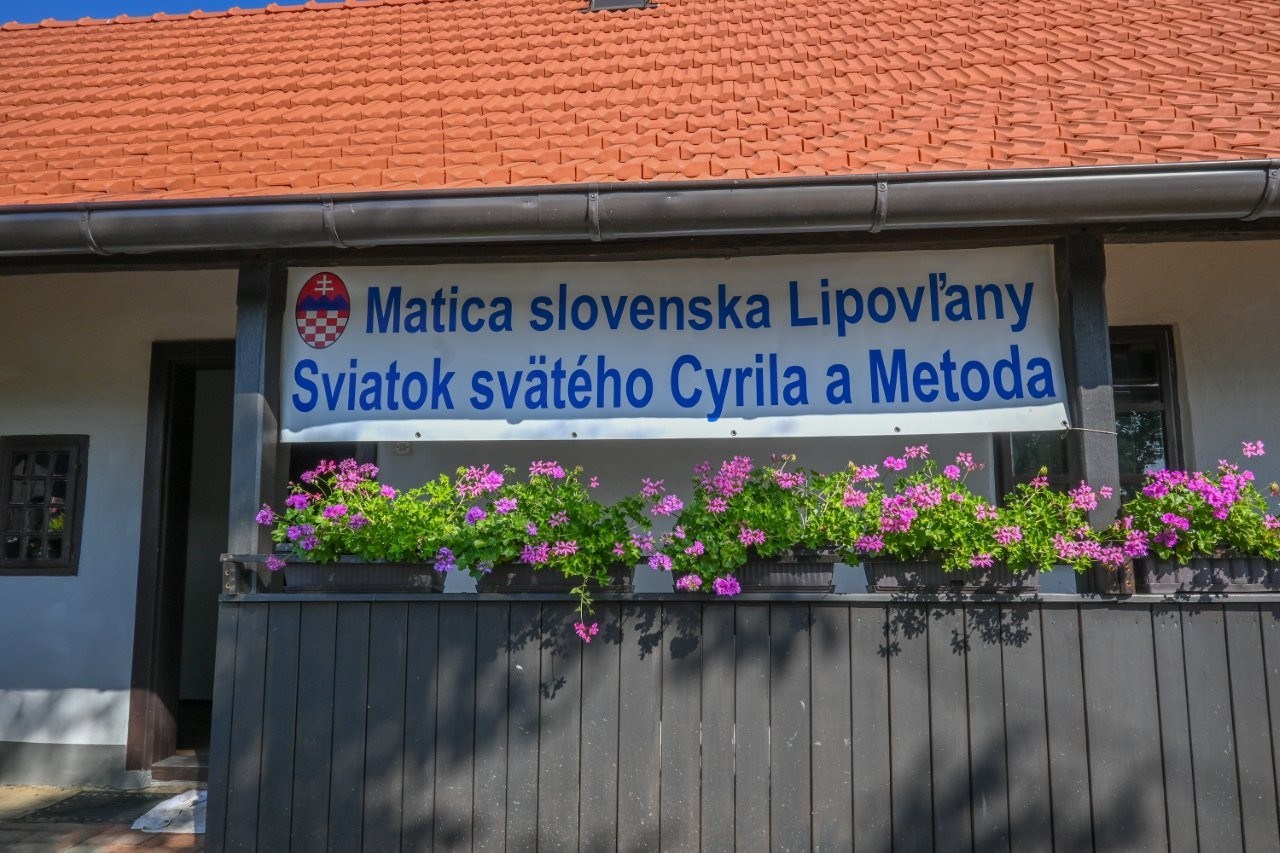 Matica slovenska Lipovľany
Sviatok svätého Cyrila a Metoda